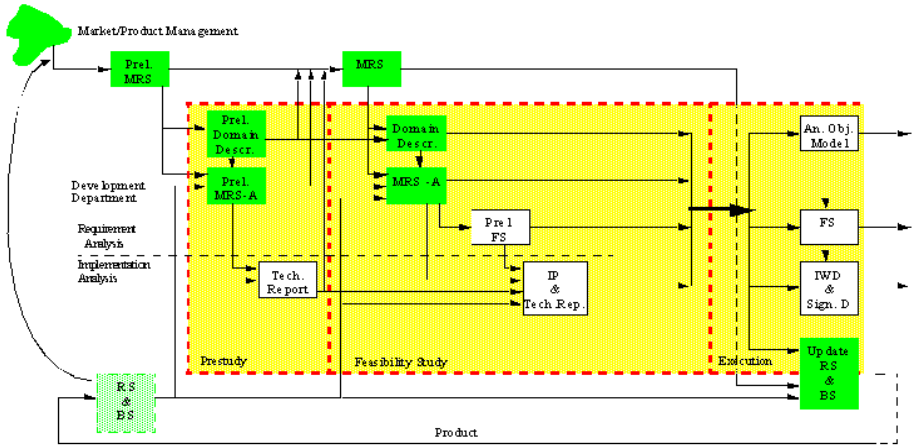 Market/Product Management
Prel.
MRS
MRS
Prel.
Domain
Descr.
Domain
Descr.
An. Obj.
Model
Prel.
MRS-A
MRS -A
Development
Department
Prel
FS
FS
Requirement
Analysis
Implementation
Analysis
Tech.
Report
IP
&
Tech.Rep.
IWD
&
Sign. D
Prestudy
Feasibility Study
Execution
Update
RS
&
BS
RS
&
BS
Product